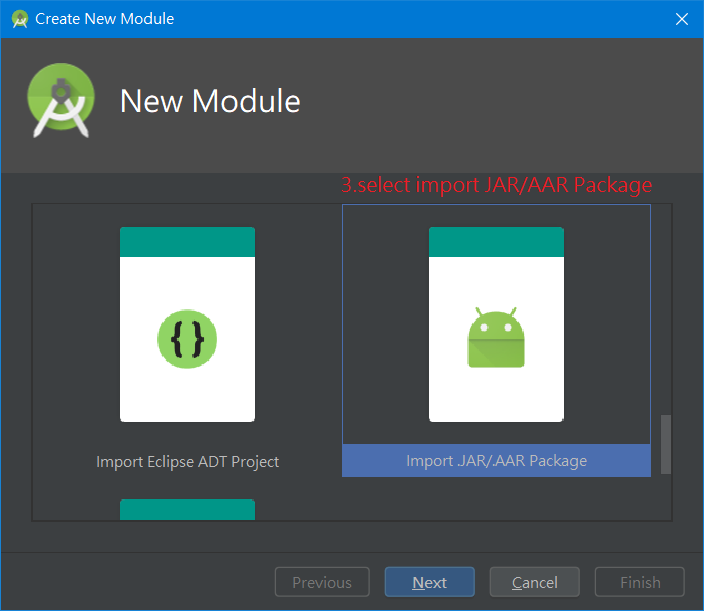 Create New Module
New Module
3.select import JAR/AAR Package
{}
Import Eclipse ADT Project
Import .JAR/.AAR Package
Previous
Next
Cancel
Finish